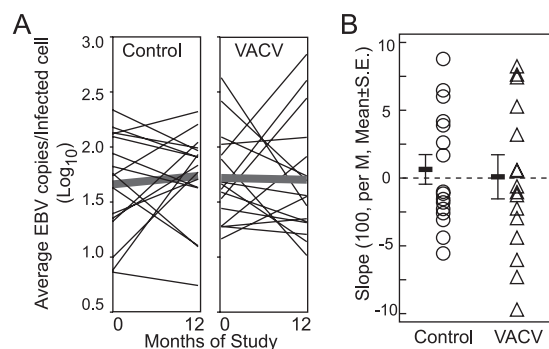 A
B
Control
VACV
Average EBV copies/Infected cell
(Log10)
3.0
2.5
2.0
1.5
1.0
0.5
0 12 0 12
Months of Study
Slope (100, per M, Mean±S.E.)
10
5
0
-5
-10
Control VACV